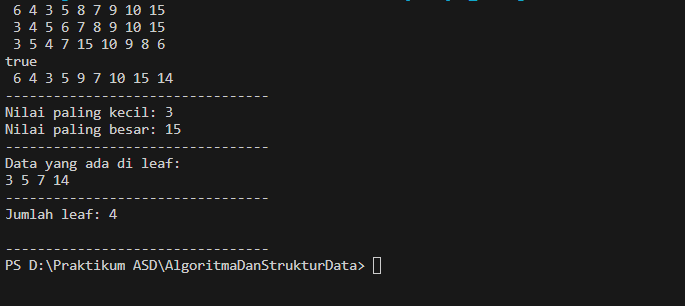 6 4 3 5 8 7 9 10 15
3 4 5 6 7 8 9 10 15
3 5 4 7 15 10 9 8 6
true
6 4 3 5 9 7 10 15 14
--------------------------------
Nilai paling kecil: 3
Nilai paling besar: 15
--------------------------------
Data yang ada di leaf:
3 5 7 14
--------------------------------
Jumlah leaf: 4
--------------------------------
PS D:\Praktikum ASD\AlgoritmaDanStrukturData>